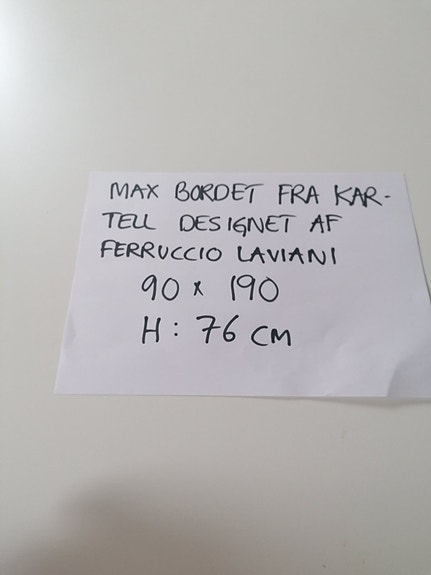 MAX BORDET FRA KAR-
TELL DESIGNET AF
FERRUCCIO LAVIANI
90 x 190
H: 76 CM